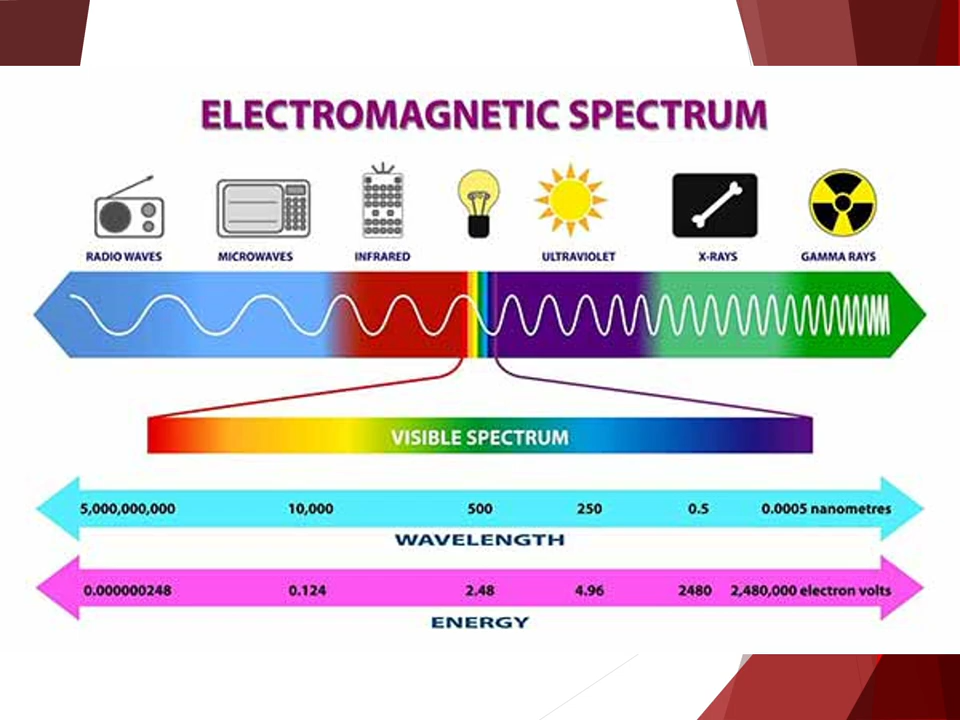 ELECTROMAGNETIC SPECTRUM
RADIO WAVES MICROWAVES INFRARED ULTRAVIOLET X-RAYS GAMMA RAYS
VISIBLE SPECTRUM
5,000,000,000 10,000 500 250 0.5 0.0005 nanometres
WAVELENGTH
0.000000248 0.124 2.48 4.96 2480 2,480,000 electron volts
ENERGY